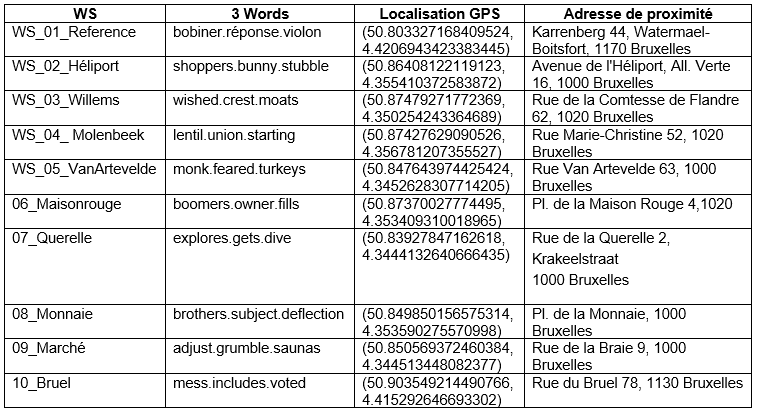 WS 3 Words Localisation GPS Adresse de proximité
WS_01_Reference bobiner.réponse.violon (50.803327168409524, Karrenberg 44, Watermael-
4.4206943423383445) Boitsfort, 1170 Bruxelles
WS_02_Héliport shoppers.bunny.stubble (50.86408122119123, Avenue de l'Héliport, All. Verte
4.355410372583872) 16, 1000 Bruxelles
WS_03_Willems wished.crest.moats (50.87479271772369, Rue de la Comtesse de Flandre
4.350254243364689) 62, 1020 Bruxelles
WS_04_ Molenbeek lentil.union.starting (50.87427629090526, Rue Marie-Christine 52, 1020
4.356781207355527) Bruxelles
WS_05_VanArtevelde monk.feared.turkeys (50.847643974425424, Rue Van Artevelde 63, 1000
4.3452628307714205) Bruxelles
06_Maisonrouge boomers.owner.fills (50.87370027774495, Pl. de la Maison Rouge 4,1020
4.353409310018965)
07_Querelle explores.gets.dive (50.83927847162618, Rue de la Querelle 2,
4.3444132640666435) Krakeelstraat
1000 Bruxelles
08_Monnaie brothers.subject.deflection (50.849850156575314, Pl. de la Monnaie, 1000
4.353590275570998) Bruxelles
09_Marché adjust.grumble.saunas (50.850569372460384, Rue de la Braie 9, 1000
4.344513448082377) Bruxelles
10_Bruel mess.includes.voted (50.903549214490766, Rue du Bruel 78, 1130 Bruxelles
4.415292646693302)